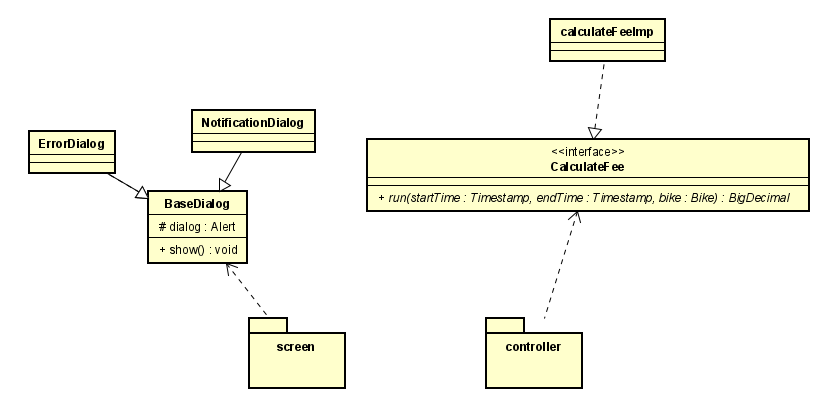 calculateFeeImp
NotificationDialog
ErrorDialog
<<interface>>
CalculateFee
+ run(startTime : Timestamp, endTime : Timestamp, bike : Bike) : BigDecimal
BaseDialog
# dialog : Alert
+ show() : void
screen
controller